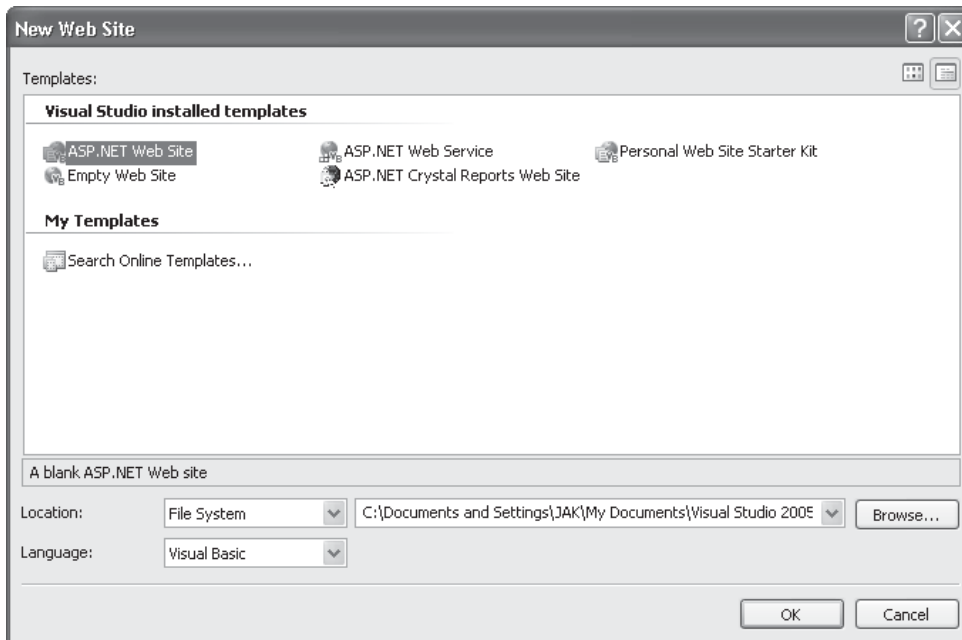 New Web Site
Templates:
Visual Studio installed templates
ASP.NET Web Site ASP.NET Web Service Personal Web Site Starter Kit
Empty Web Site ASP.NET Crystal Reports Web Site
My Templates
Search Online Templates...
A blank ASP.NET Web site
Location: File System C:\Documents and Settings\JAK\My Documents\Visual Studio 2005 Browse...
Language: Visual Basic
OK Cancel